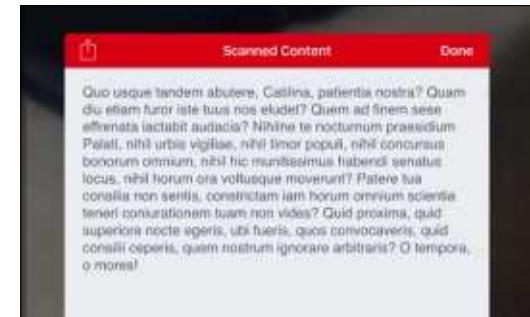 Scanned Content
Done
Quo usque tandem abutere, Catilina, patientia nostra? Quam
diu etiam furor iste tuus nos eludet? Quem ad finem sese
effrenata iactabit audacia? Nihilne te nocturnum praesidium
Palati, nihil urbis vigiliae, nihil timor populi, nihil concursus
bonorum omnium, nihil hic munitissimus habendi senatus
locus, nihil horum ora voltusque moverunt? Patere tua
consilia non sentis, constrictam iam horum omnium scientia
teneri coniurationem tuam non vides? Quid proxima, quid
superiore nocte egeris, ubi fueris, quos convocaveris, quid
consilii ceperis, quem nostrum ignorare arbitraris? O tempora,
o mores!